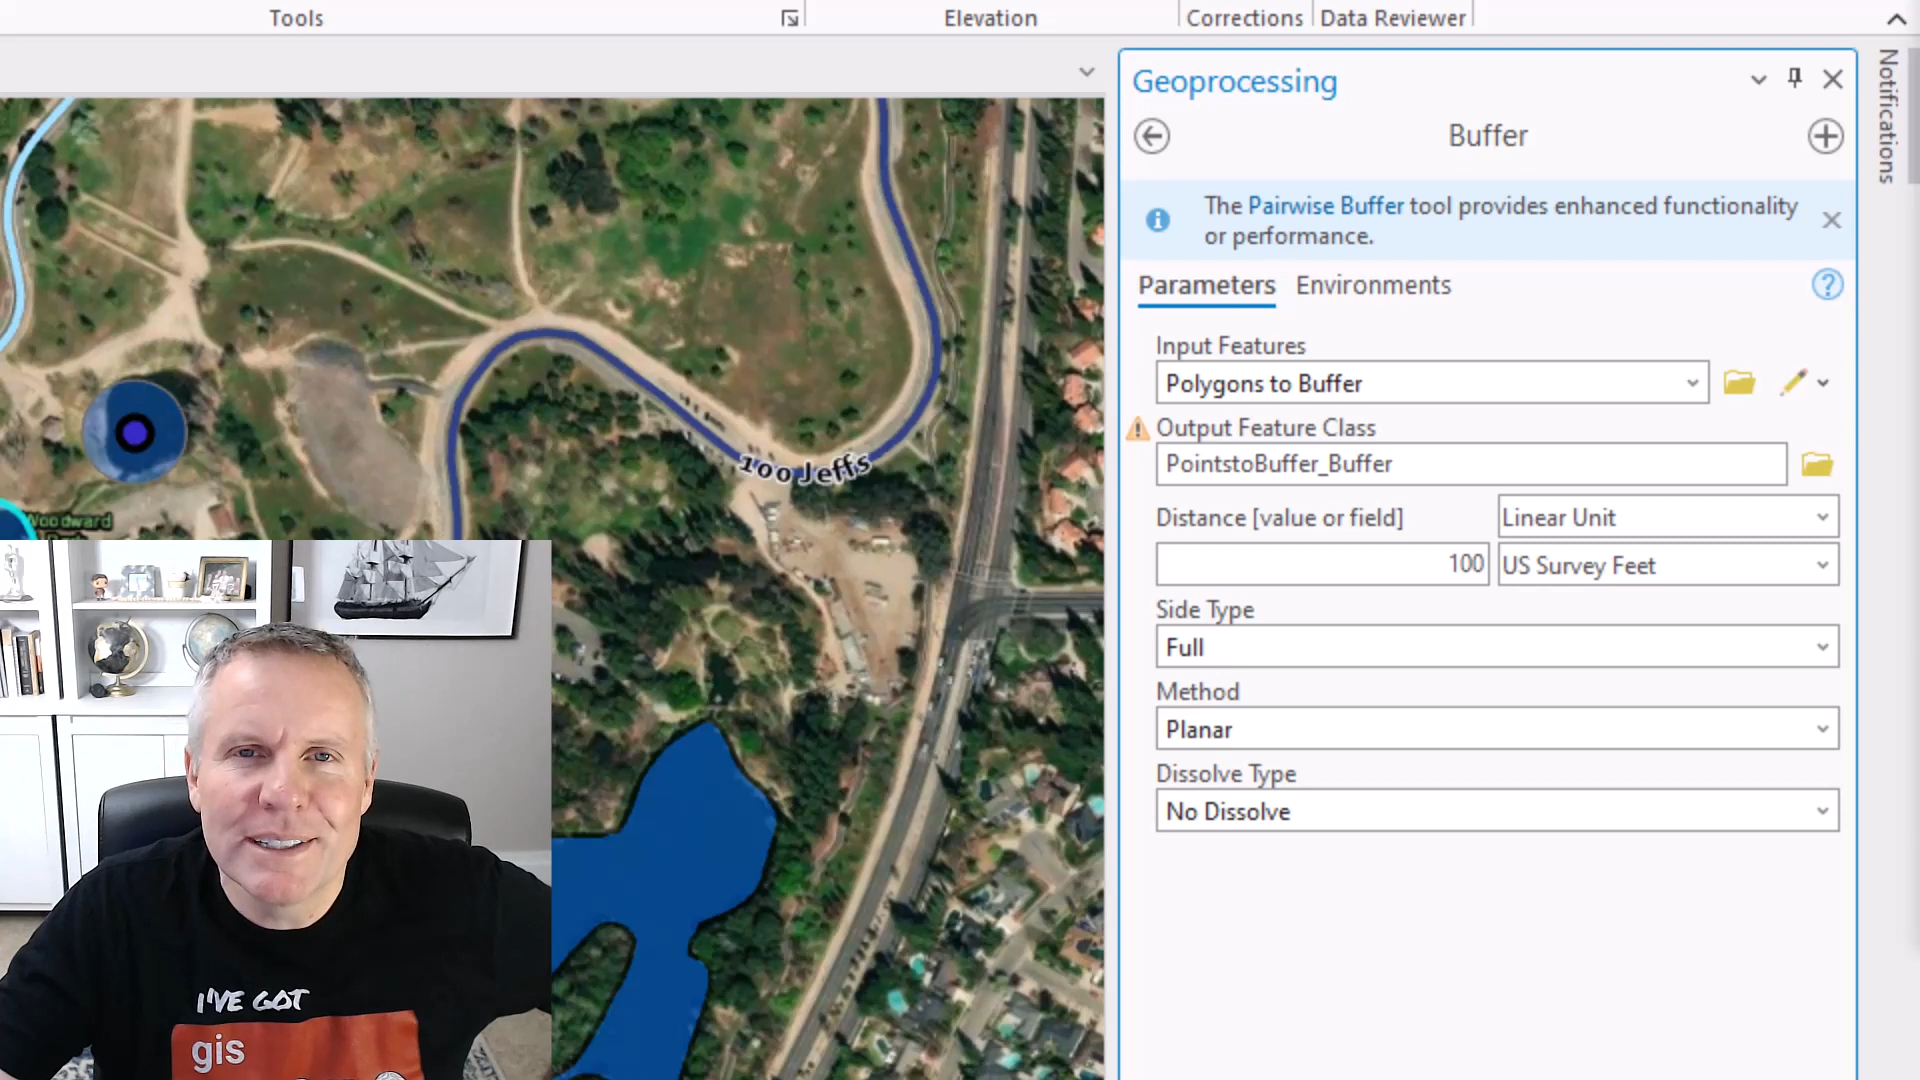 Tools
Elevation
Corrections
Data Reviewer
Geoprocessing
Notifications
Buffer
The Pairwise Buffer tool provides enhanced functionality
or performance.
Parameters
Environments
Input Features
Polygons to Buffer
Output Feature Class
PointstoBuffer_Buffer
Distance [value or field]
Linear Unit
100
US Survey Feet
Side Type
Full
Method
Planar
Dissolve Type
No Dissolve
100 Jeffs
Woodward
I'VE GOT
gis